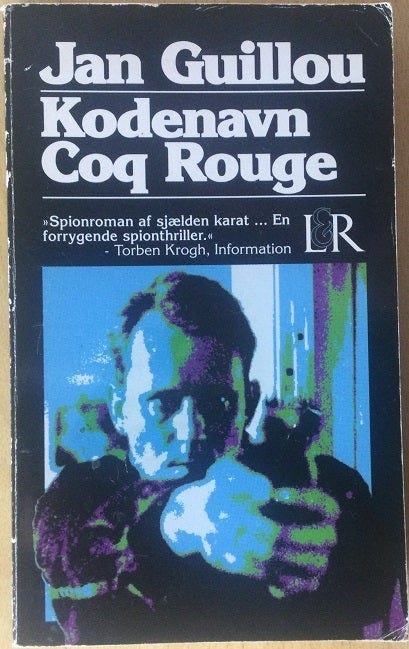 Jan Guillou
Kodenavn
Coq Rouge
»Spionroman af sjælden karat ... En
forrygende spionthriller.«
- Torben Krogh, Information
L&R